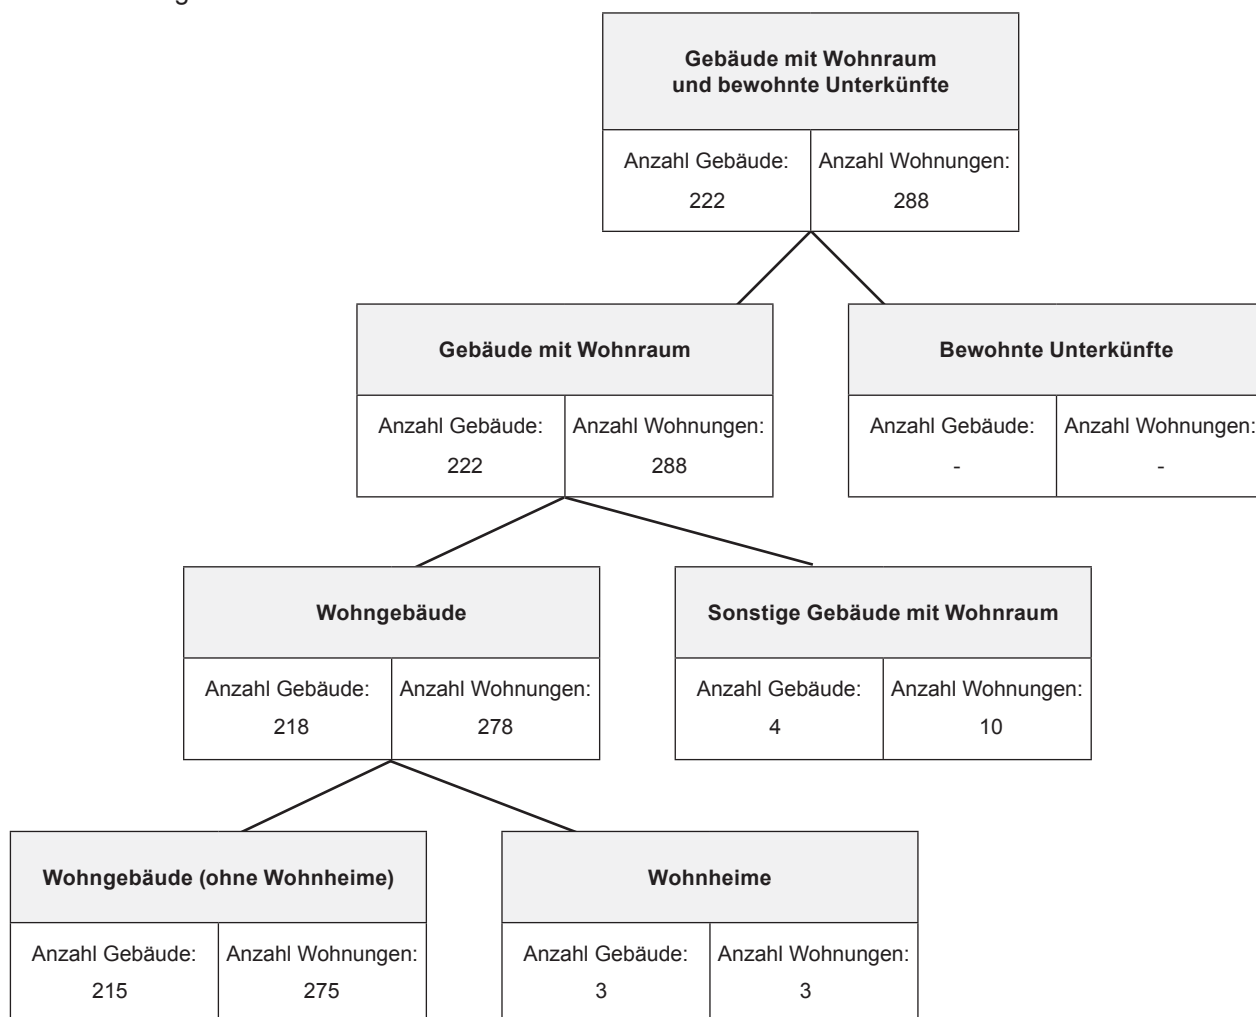 Gebäude mit Wohnraum
und bewohnte Unterkünfte
Anzahl Gebäude: Anzahl Wohnungen:
222 288
Gebäude mit Wohnraum
Bewohnte Unterkünfte
Anzahl Gebäude: Anzahl Wohnungen:
222 288
Anzahl Gebäude: Anzahl Wohnungen:
- -
Wohngebäude
Sonstige Gebäude mit Wohnraum
Anzahl Gebäude: Anzahl Wohnungen:
218 278
Anzahl Gebäude: Anzahl Wohnungen:
4 10
Wohngebäude (ohne Wohnheime)
Wohnheime
Anzahl Gebäude: Anzahl Wohnungen:
215 275
Anzahl Gebäude: Anzahl Wohnungen:
3 3